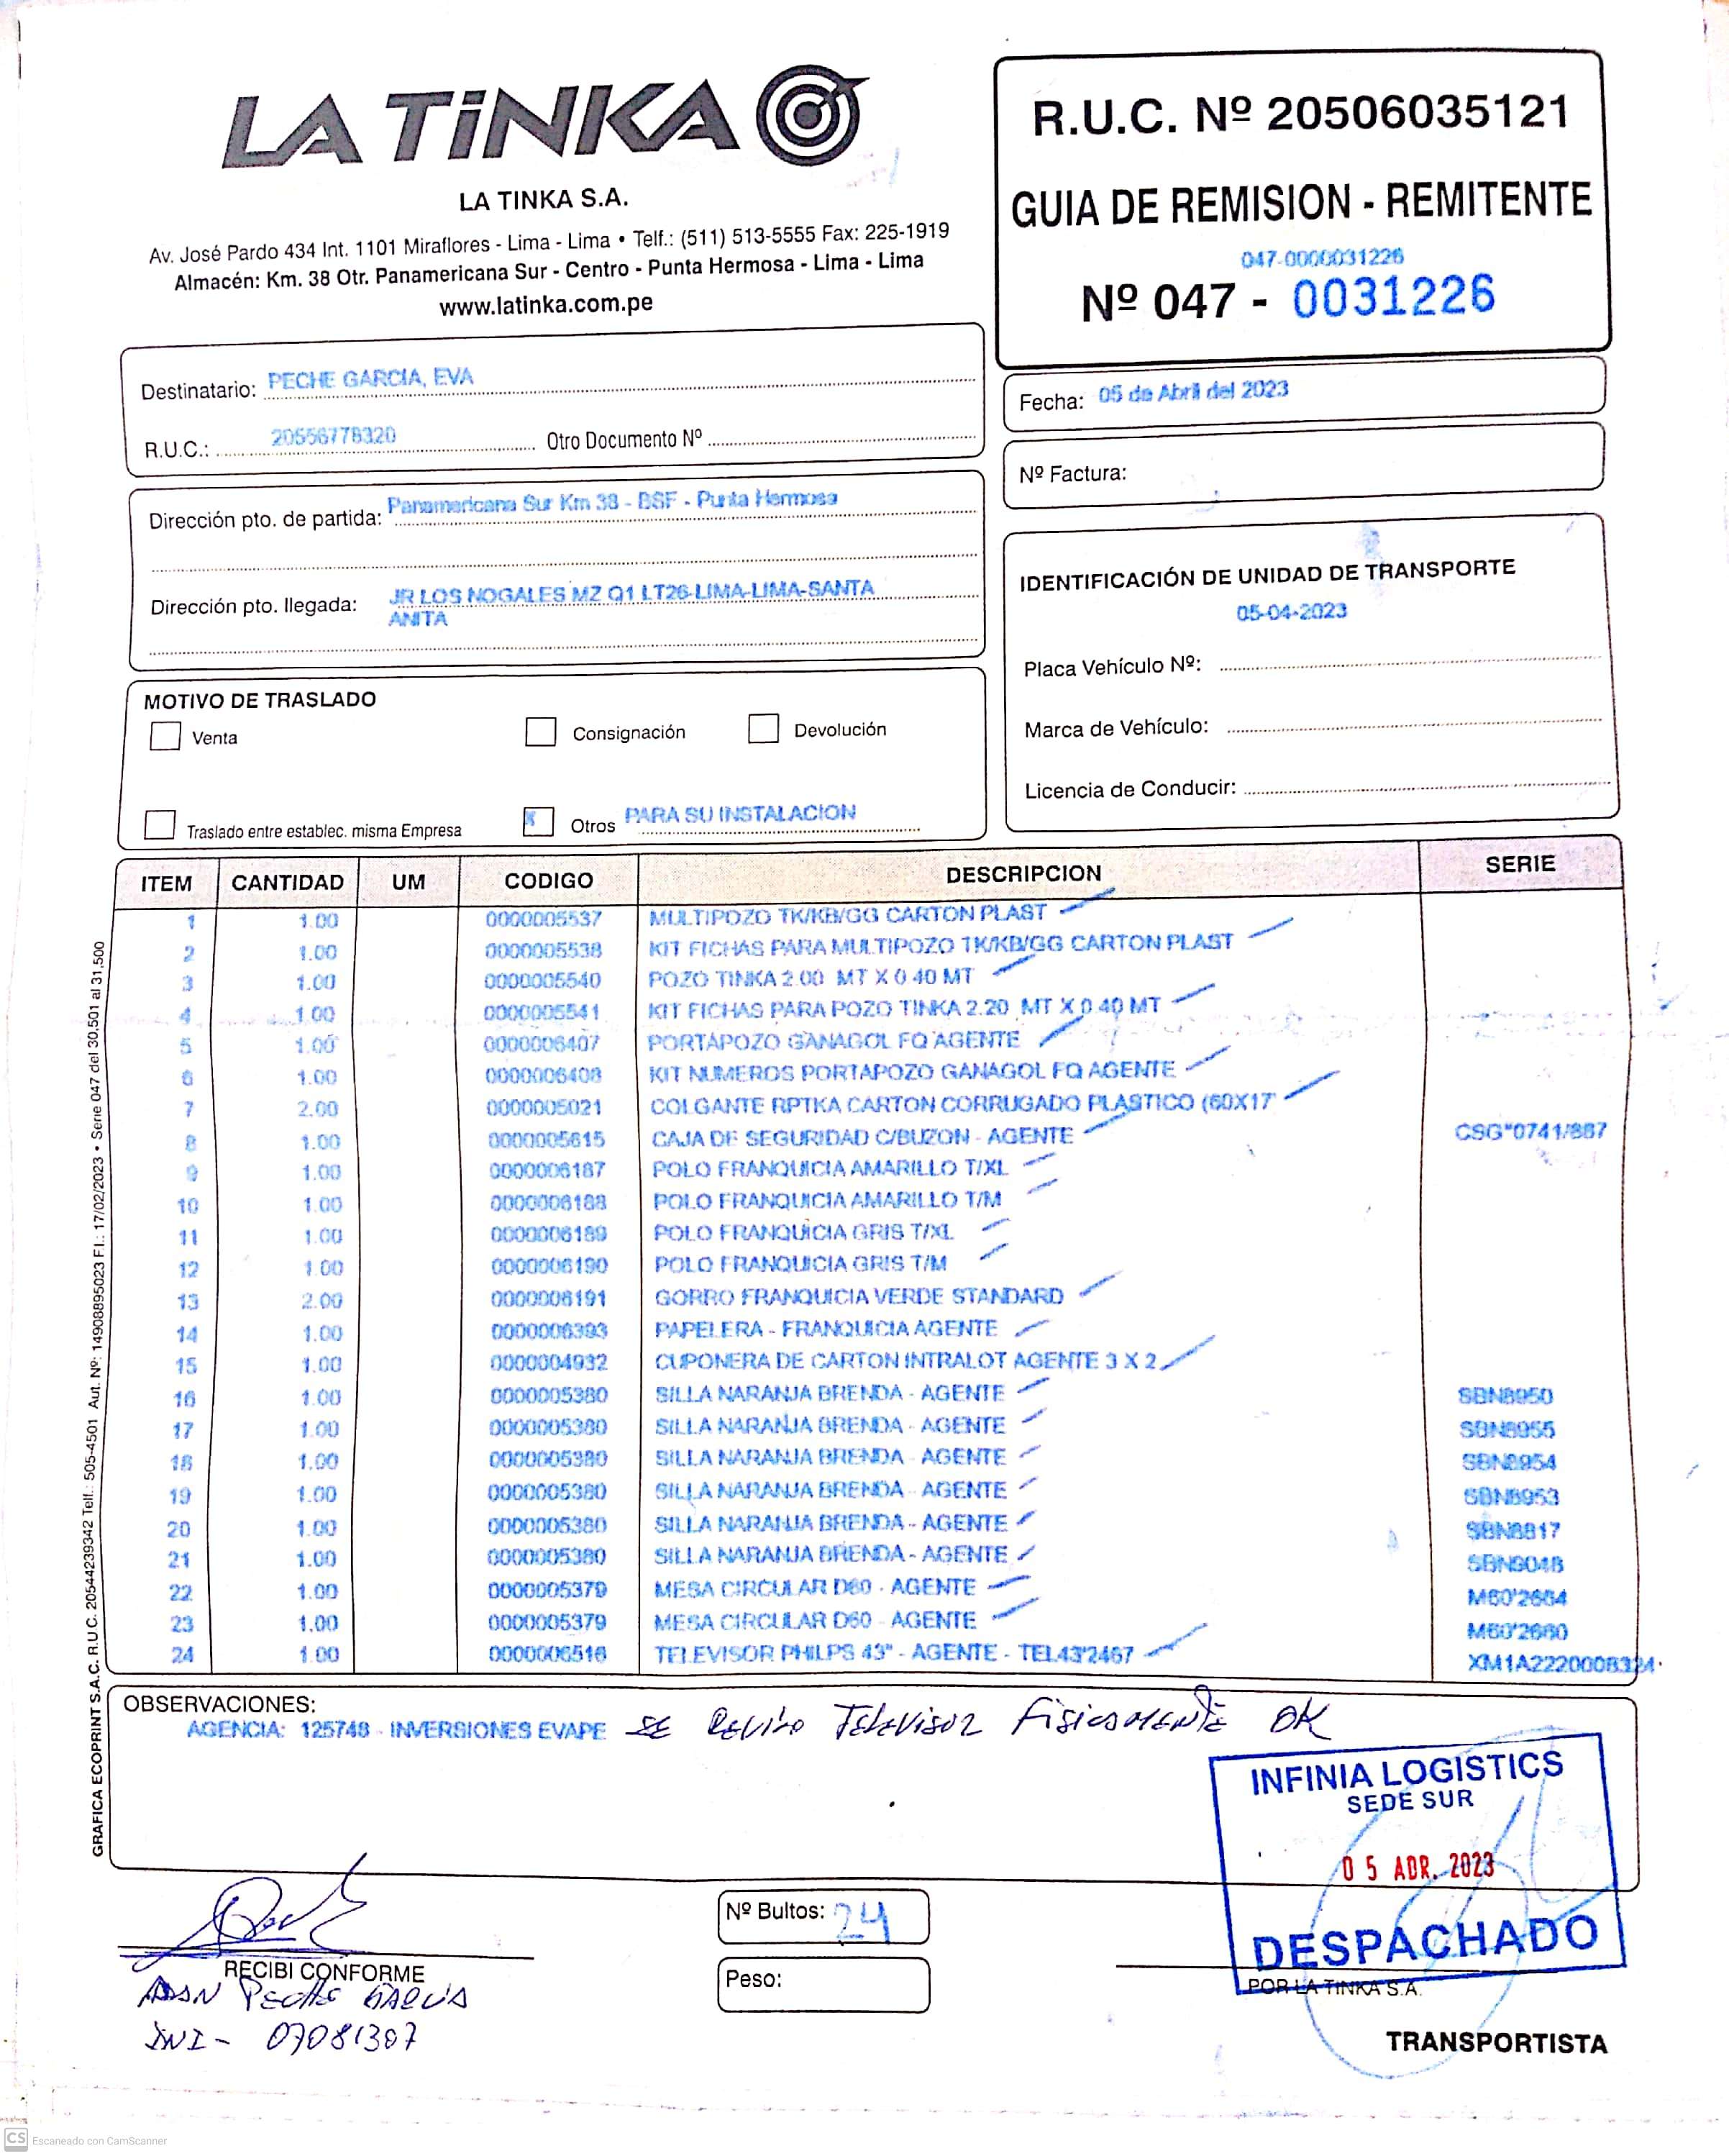 LA TiNKA
LA TINKA S.A.
Av. José Pardo 434 Int. 1101 Miraflores - Lima - Lima • Telf.: (511) 513-5555 Fax: 225-1919
Almacén: Km. 38 Otr. Panamericana Sur - Centro - Punta Hermosa - Lima - Lima
www.latinka.com.pe
R.U.C. Nº 20506035121
GUIA DE REMISION - REMITENTE
047-0000031226
Nº 047 - 0031226
Destinatario: PECHE GARCIA, EVA
R.U.C.: 20556778320 Otro Documento Nº
Fecha: 05 de Abril del 2023
Nº Factura:
Dirección pto. de partida: Panamericana Sur Km 38 - BSF - Punta Hermosa
Dirección pto. llegada: JR LOS NOGALES MZ Q1 LT26-LIMA-LIMA-SANTA
ANITA
IDENTIFICACIÓN DE UNIDAD DE TRANSPORTE
05-04-2023
Placa Vehículo Nº:
Marca de Vehículo:
Licencia de Conducir:
MOTIVO DE TRASLADO
Venta Consignación Devolución
Traslado entre establec. misma Empresa X Otros PARA SU INSTALACION
ITEM CANTIDAD UM CODIGO DESCRIPCION SERIE
1 1.00 0000005537 MULTIPOZO TK/KB/GG CARTON PLAST
2 1.00 0000005538 KIT FICHAS PARA MULTIPOZO TK/KB/GG CARTON PLAST
3 1.00 0000005540 POZO TINKA 2.00 MT X 0.40 MT
4 1.00 0000005541 KIT FICHAS PARA POZO TINKA 2.20 MT X 0.40 MT
5 1.00 0000006407 PORTAPOZO GANAGOL FQ AGENTE
6 1.00 0000006408 KIT NUMEROS PORTAPOZO GANAGOL FQ AGENTE
7 2.00 0000005021 COLGANTE RPTKA CARTON CORRUGADO PLASTICO (60X17
8 1.00 0000005615 CAJA DE SEGURIDAD C/BUZON - AGENTE CSG"0741/887
9 1.00 0000006187 POLO FRANQUICIA AMARILLO T/XL
10 1.00 0000006188 POLO FRANQUICIA AMARILLO T/M
11 1.00 0000006189 POLO FRANQUICIA GRIS T/XL
12 1.00 0000006190 POLO FRANQUICIA GRIS T/M
13 2.00 0000006191 GORRO FRANQUICIA VERDE STANDARD
14 1.00 0000006393 PAPELERA - FRANQUICIA AGENTE
15 1.00 0000004932 CUPONERA DE CARTON INTRALOT AGENTE 3 X 2
16 1.00 0000005380 SILLA NARANJA BRENDA - AGENTE SBN8950
17 1.00 0000005380 SILLA NARANJA BRENDA - AGENTE SBN8955
18 1.00 0000005380 SILLA NARANJA BRENDA - AGENTE SBN8954
19 1.00 0000005380 SILLA NARANJA BRENDA - AGENTE SBN8953
20 1.00 0000005380 SILLA NARANJA BRENDA - AGENTE SBN8817
21 1.00 0000005380 SILLA NARANJA BRENDA - AGENTE SBN9048
22 1.00 0000005379 MESA CIRCULAR D60 - AGENTE M60'2664
23 1.00 0000005379 MESA CIRCULAR D60 - AGENTE M60'2660
24 1.00 0000006516 TELEVISOR PHILPS 43" - AGENTE - TEL43'2467 XM1A2220008324
OBSERVACIONES:
AGENCIA: 125748 - INVERSIONES EVAPE SE REVISO TELEVISOR FISICAMENTE OK
INFINIA LOGISTICS
SEDE SUR
05 ABR. 2023
DESPACHADO
POR LA TINKA S.A.
TRANSPORTISTA
Nº Bultos: 24
Peso:
RECIBI CONFORME
ADAN PECHE GARCIA
DNI - 07081307
GRAFICA ECOPRINT S.A.C. R.U.C. 20544239342 Telf.: 505-4501 Aut. Nº: 14908895023 F.I.: 17/02/2023 • Serie 047 del 30,501 al 31,500
CS Escaneado con CamScanner